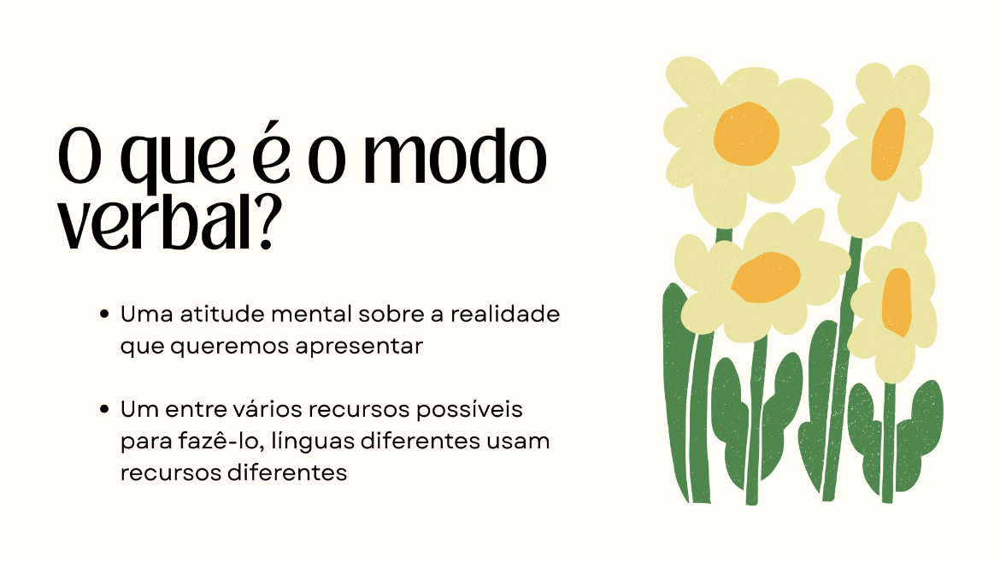 O que é o modo
verbal?
• Uma atitude mental sobre a realidade
que queremos apresentar
• Um entre vários recursos possíveis
para fazê-lo, línguas diferentes usam
recursos diferentes